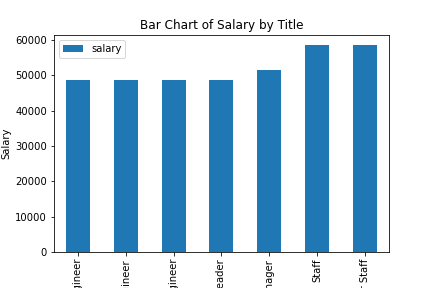 Bar Chart of Salary by Title
salary
60000
50000
40000
30000
20000
10000
0
Salary
gineer
ineer
gineer
eader
nager
Staff
Staff